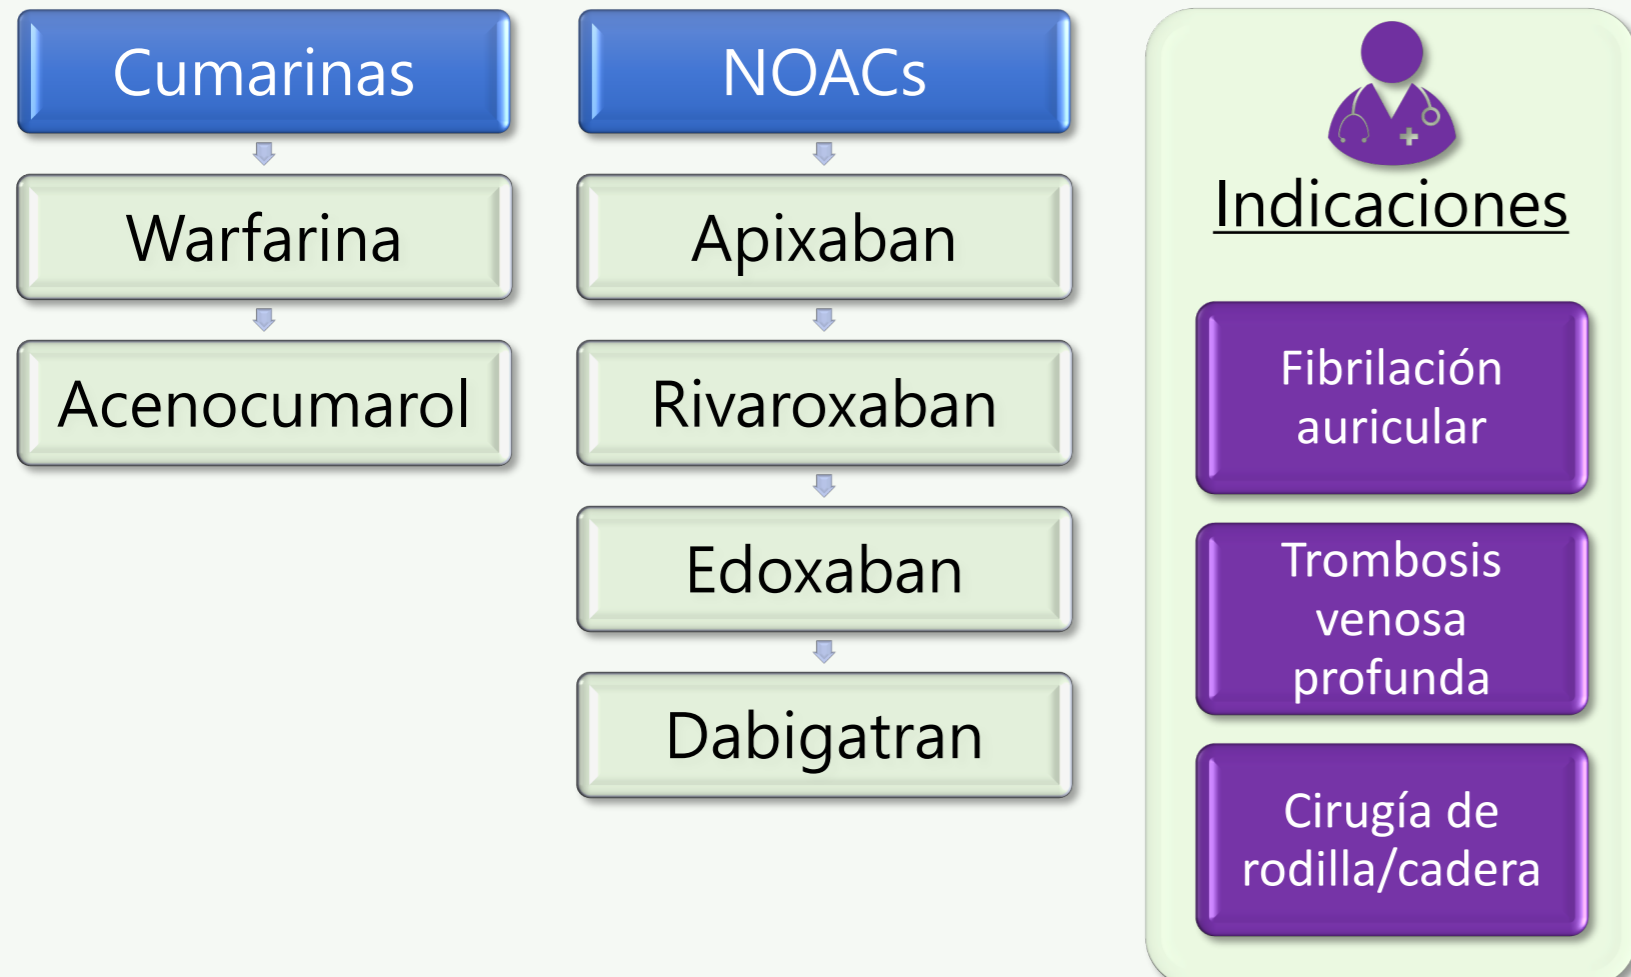 Cumarinas
Warfarina
Acenocumarol
NOACs
Apixaban
Rivaroxaban
Edoxaban
Dabigatran
Indicaciones
Fibrilación
auricular
Trombosis
venosa
profunda
Cirugía de
rodilla/cadera